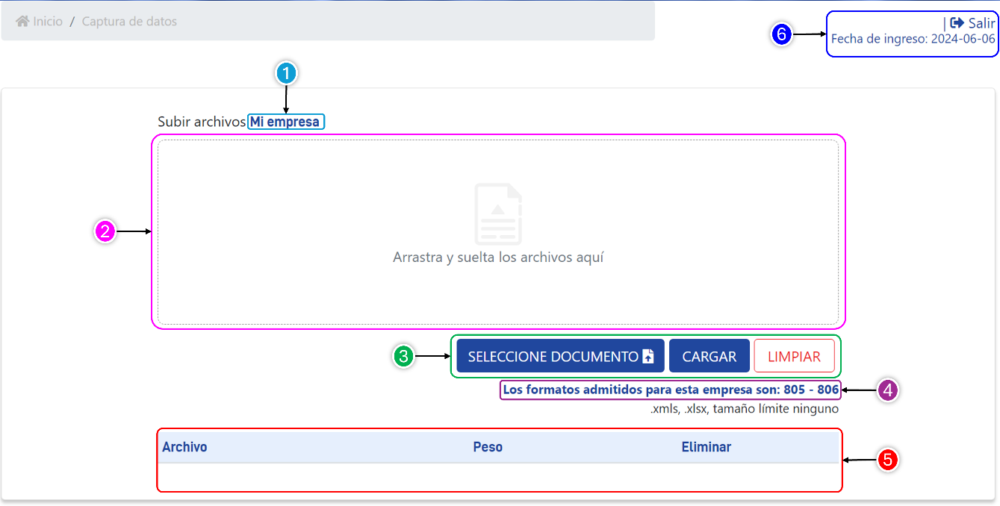 Inicio / Captura de datos
| Salir
6
Fecha de ingreso: 2024-06-06
1
Subir archivos Mi empresa
2
Arrastra y suelta los archivos aquí
3
SELECCIONE DOCUMENTO CARGAR LIMPIAR
Los formatos admitidos para esta empresa son: 805 - 806
4
.xmls, .xlsx, tamaño límite ninguno
Archivo Peso Eliminar
5